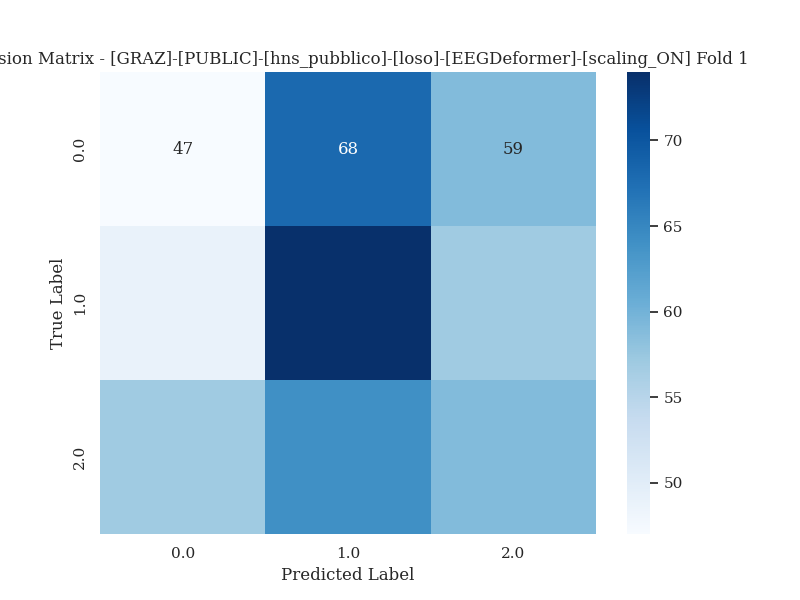 sion Matrix - [GRAZ]-[PUBLIC]-[hns_pubblico]-[loso]-[EEGDeformer]-[scaling_ON] Fold 1
47 68 59
0.0
1.0
2.0
True Label
0.0 1.0 2.0
Predicted Label
70
65
60
55
50